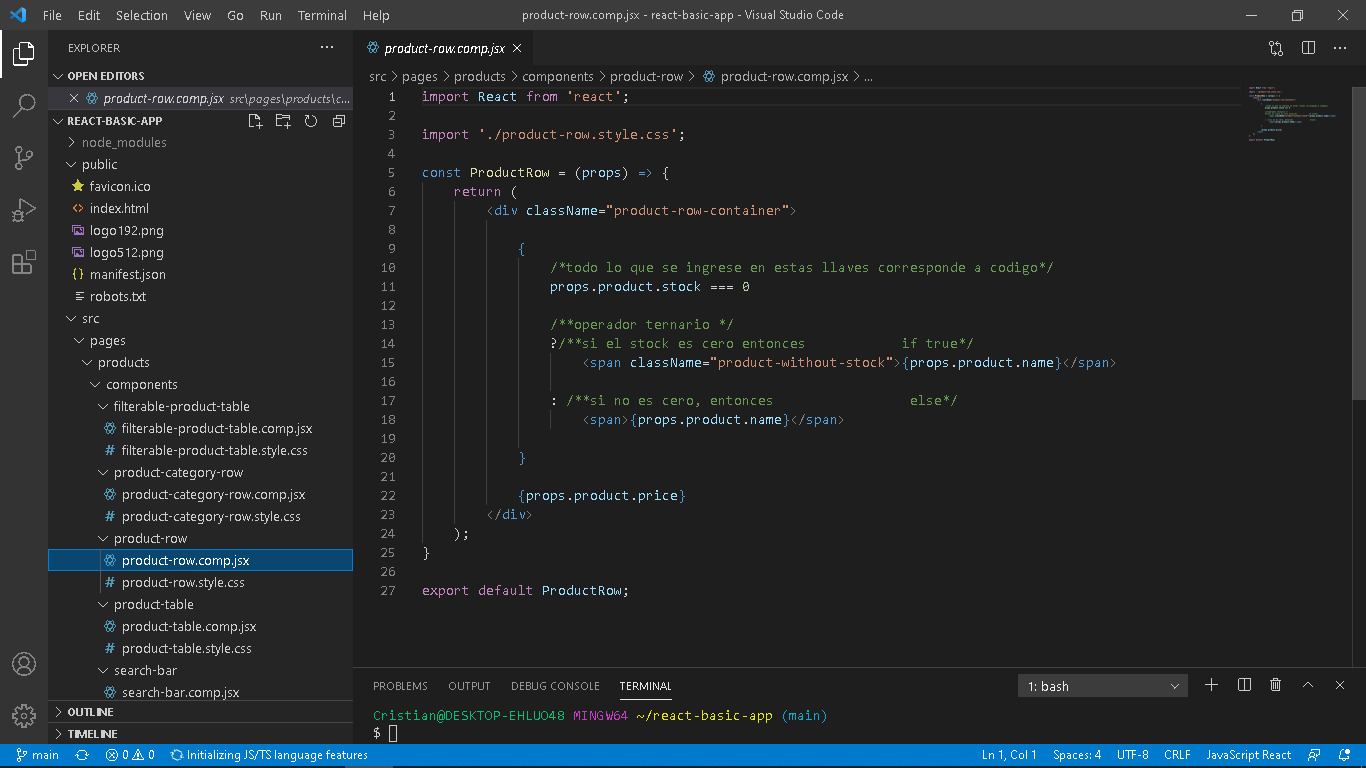 File Edit Selection View Go Run Terminal Help product-row.comp.jsx - react-basic-app - Visual Studio Code
EXPLORER
OPEN EDITORS
product-row.comp.jsx src\pages\products\c...
REACT-BASIC-APP
node_modules
public
favicon.ico
index.html
logo192.png
logo512.png
{} manifest.json
robots.txt
src
pages
products
components
filterable-product-table
filterable-product-table.comp.jsx
# filterable-product-table.style.css
product-category-row
product-category-row.comp.jsx
# product-category-row.style.css
product-row
product-row.comp.jsx
# product-row.style.css
product-table
product-table.comp.jsx
# product-table.style.css
search-bar
search-bar.comp.jsx
OUTLINE
TIMELINE
product-row.comp.jsx
src > pages > products > components > product-row > product-row.comp.jsx > ...
1 import React from 'react';
2
3 import './product-row.style.css';
4
5 const ProductRow = (props) => {
6 return (
7 <div className="product-row-container">
8
9 {
10 /*todo lo que se ingrese en estas llaves corresponde a codigo*/
11 props.product.stock === 0
12
13 /**operador ternario */
14 ?/**si el stock es cero entonces if true*/
15 <span className="product-without-stock">{props.product.name}</span>
16
17 : /**si no es cero, entonces else*/
18 <span>{props.product.name}</span>
19
20 }
21
22 {props.product.price}
23 </div>
24 );
25 }
26
27 export default ProductRow;
PROBLEMS OUTPUT DEBUG CONSOLE TERMINAL 1: bash
Cristian@DESKTOP-EHLUO48 MINGW64 ~/react-basic-app (main)
$
main 0 0 Initializing JS/TS language features Ln 1, Col 1 Spaces: 4 UTF-8 CRLF JavaScript React